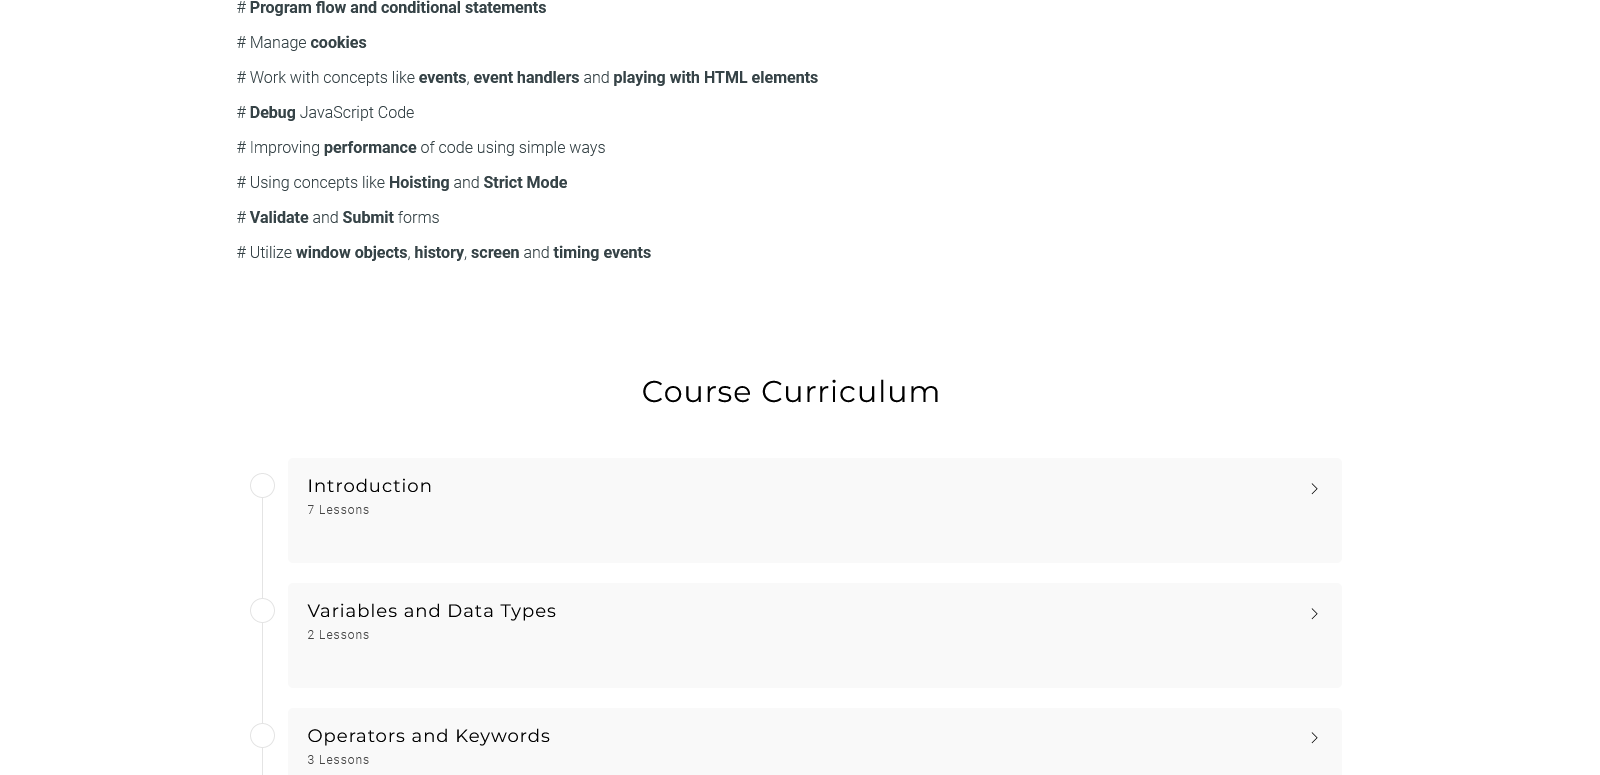 # Program flow and conditional statements
# Manage cookies
# Work with concepts like events, event handlers and playing with HTML elements
# Debug JavaScript Code
# Improving performance of code using simple ways
# Using concepts like Hoisting and Strict Mode
# Validate and Submit forms
# Utilize window objects, history, screen and timing events
Course Curriculum
Introduction
7 Lessons
Variables and Data Types
2 Lessons
Operators and Keywords
3 Lessons